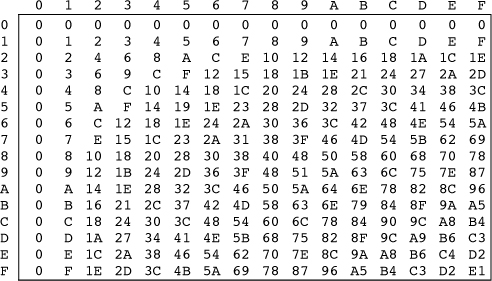 0 1 2 3 4 5 6 7 8 9 A B C D E F
0 0 0 0 0 0 0 0 0 0 0 0 0 0 0 0 0
1 0 1 2 3 4 5 6 7 8 9 A B C D E F
2 0 2 4 6 8 A C E 10 12 14 16 18 1A 1C 1E
3 0 3 6 9 C F 12 15 18 1B 1E 21 24 27 2A 2D
4 0 4 8 C 10 14 18 1C 20 24 28 2C 30 34 38 3C
5 0 5 A F 14 19 1E 23 28 2D 32 37 3C 41 46 4B
6 0 6 C 12 18 1E 24 2A 30 36 3C 42 48 4E 54 5A
7 0 7 E 15 1C 23 2A 31 38 3F 46 4D 54 5B 62 69
8 0 8 10 18 20 28 30 38 40 48 50 58 60 68 70 78
9 0 9 12 1B 24 2D 36 3F 48 51 5A 63 6C 75 7E 87
A 0 A 14 1E 28 32 3C 46 50 5A 64 6E 78 82 8C 96
B 0 B 16 21 2C 37 42 4D 58 63 6E 79 84 8F 9A A5
C 0 C 18 24 30 3C 48 54 60 6C 78 84 90 9C A8 B4
D 0 D 1A 27 34 41 4E 5B 68 75 82 8F 9C A9 B6 C3
E 0 E 1C 2A 38 46 54 62 70 7E 8C 9A A8 B6 C4 D2
F 0 F 1E 2D 3C 4B 5A 69 78 87 96 A5 B4 C3 D2 E1